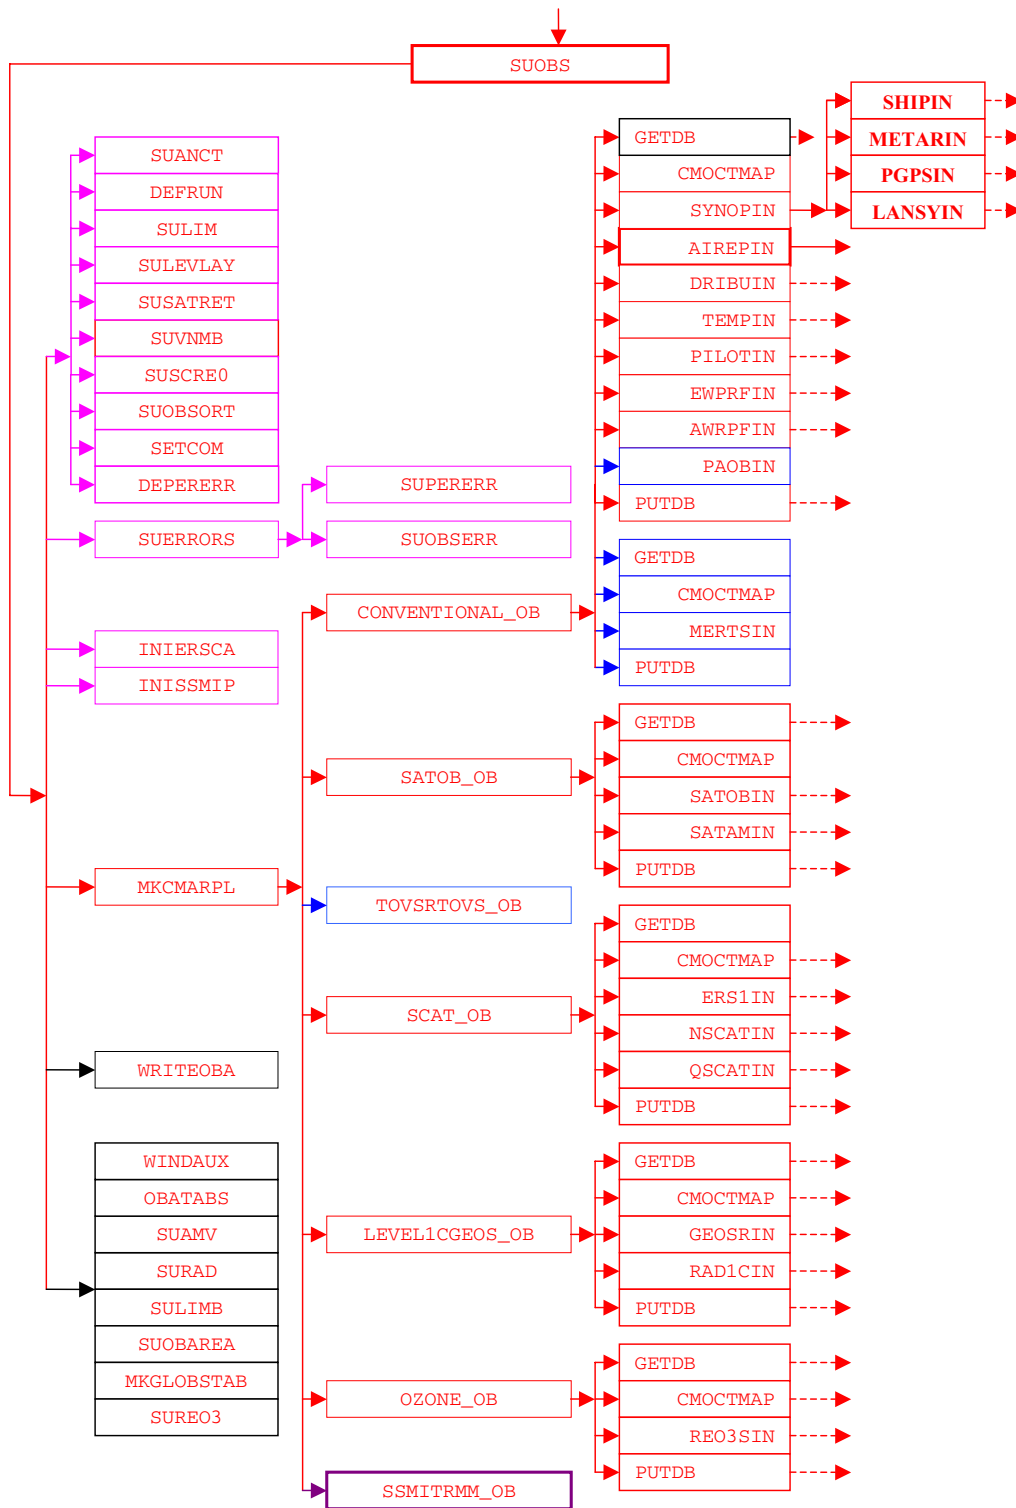 SUOBS
SUANCT
DEFRUN
SULIM
SULEVLAY
SUSATRET
SUVNMB
SUSCRE0
SUOBSORT
SETCOM
DEPERERR
SUERRORS
INIERSCA
INISSMIP
MKCMARPL
WRITEOBA
WINDAUX
OBATABS
SUAMV
SURAD
SULIMB
SUOBAREA
MKGLOBSTAB
SUREO3
SUPERERR
SUOBSERR
CONVENTIONAL_OB
SATOB_OB
TOVSRTOVS_OB
SCAT_OB
LEVEL1CGEOS_OB
OZONE_OB
SSMITRMM_OB
GETDB
CMOCTMAP
SYNOPIN
AIREPIN
DRIBUIN
TEMPIN
PILOTIN
EWPRFIN
AWRPFIN
PAOBIN
PUTDB
GETDB
CMOCTMAP
MERTSIN
PUTDB
GETDB
CMOCTMAP
SATOBIN
SATAMIN
PUTDB
GETDB
CMOCTMAP
ERS1IN
NSCATIN
QSCATIN
PUTDB
GETDB
CMOCTMAP
GEOSRIN
RAD1CIN
PUTDB
GETDB
CMOCTMAP
REO3SIN
PUTDB
SHIPIN
METARIN
PGPSIN
LANSYIN